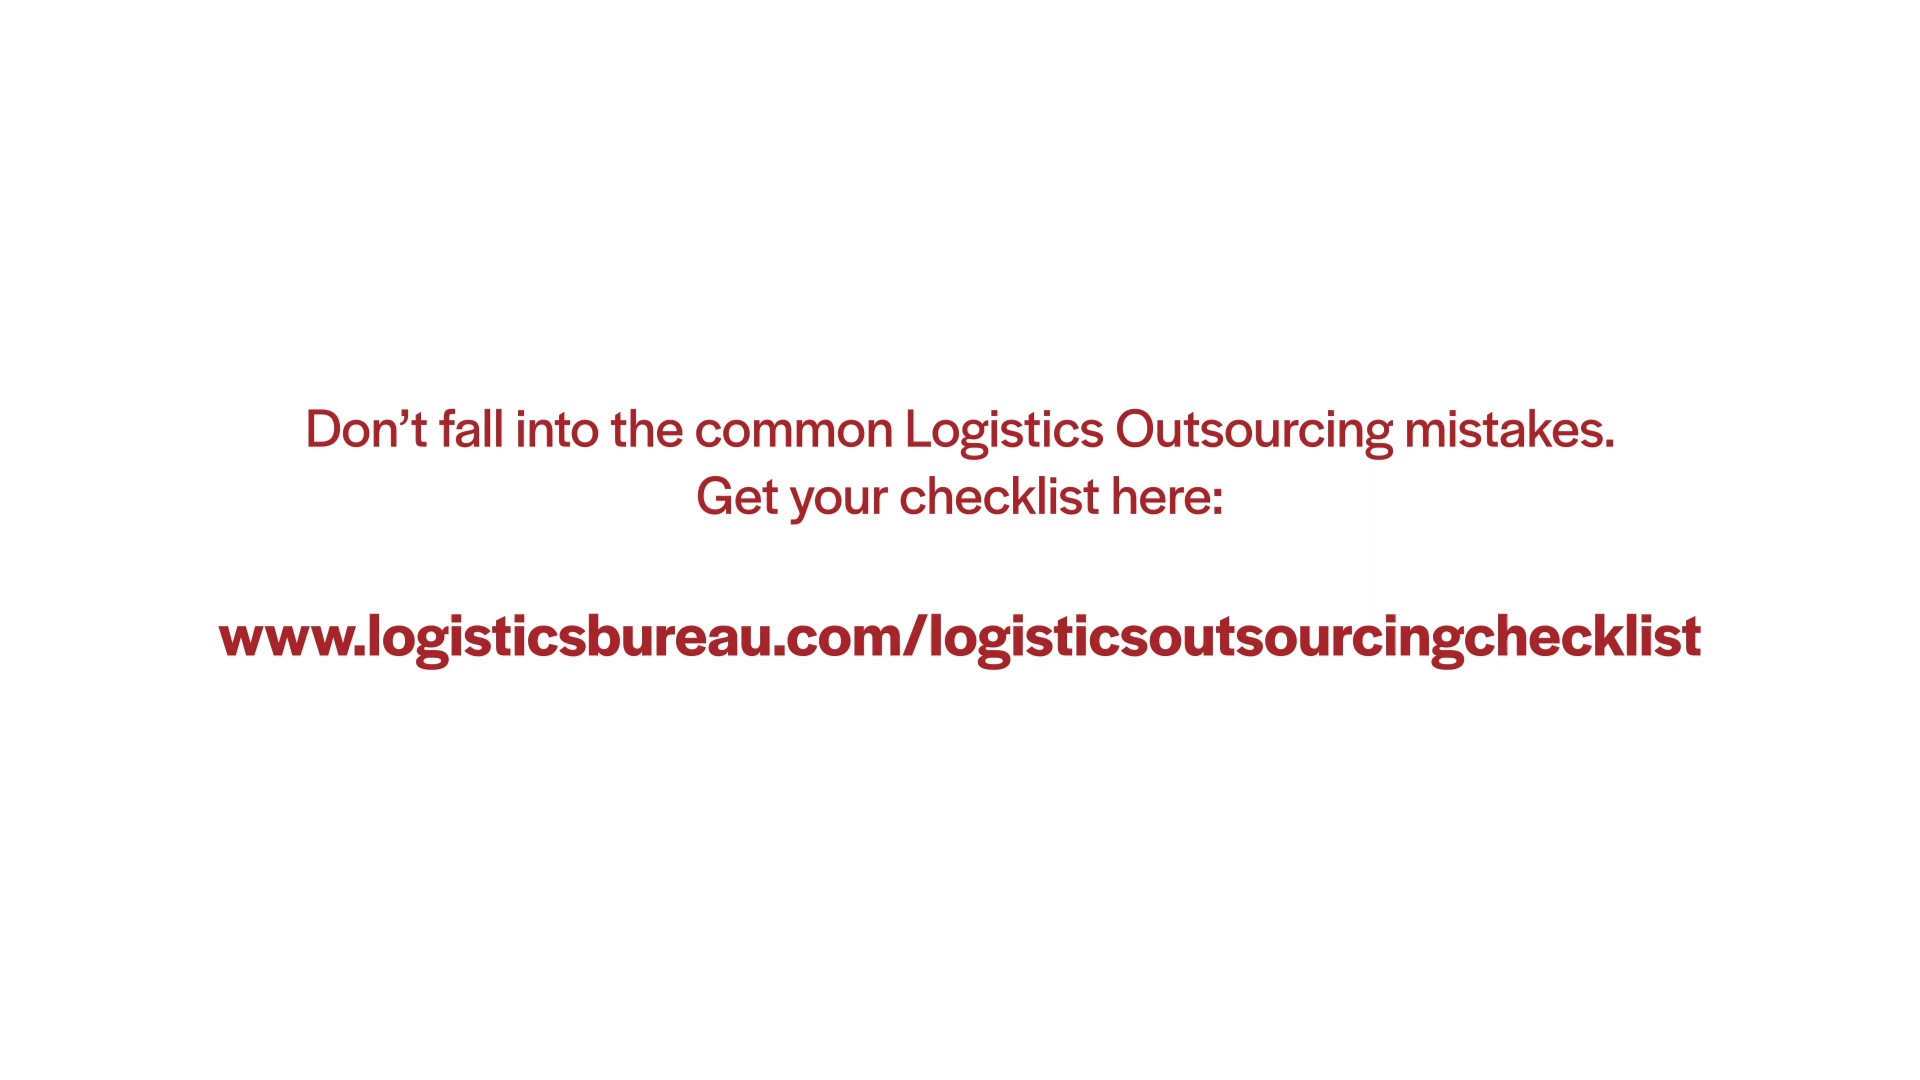 Don’t fall into the common Logistics Outsourcing mistakes.
Get your checklist here:
www.logisticsbureau.com/logisticsoutsourcingchecklist